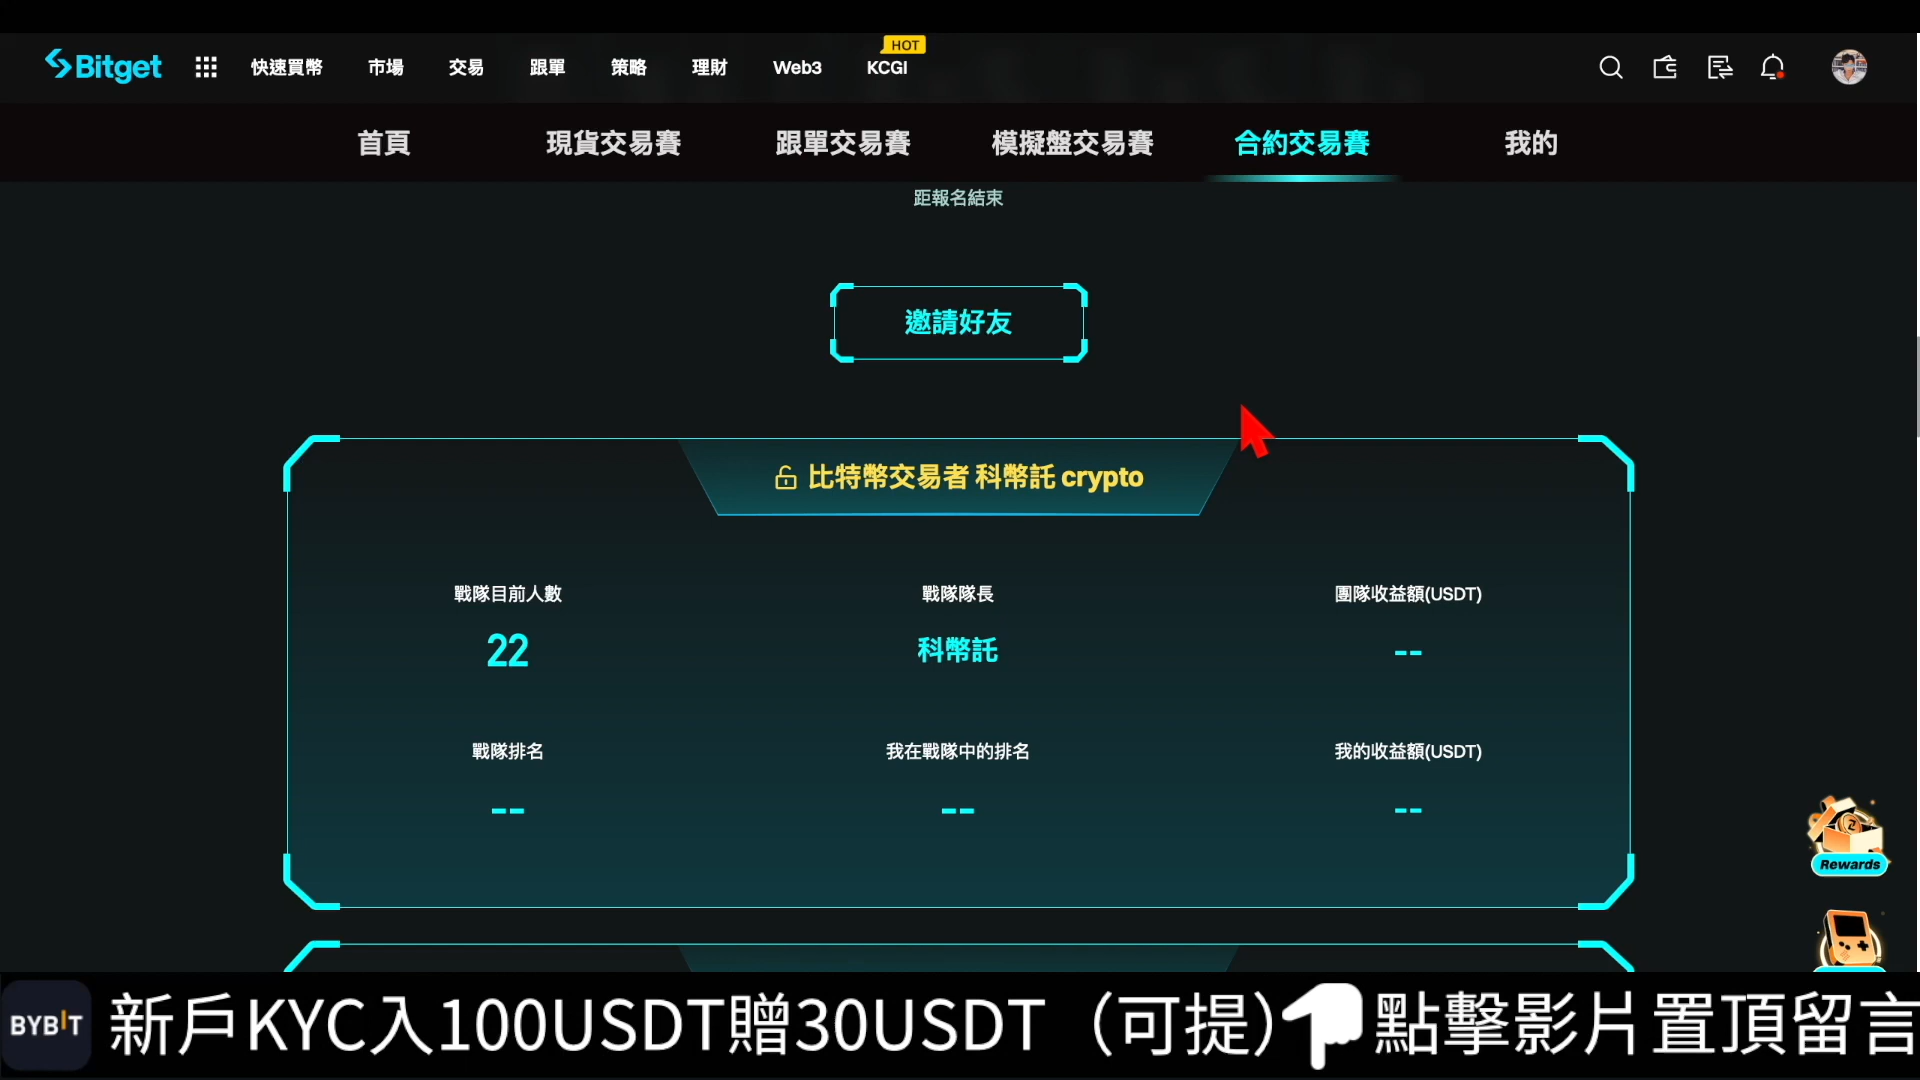 Bitget
快速買幣
市場
交易
跟單
策略
理財
Web3
HOT
KCGI
首頁
現貨交易賽
跟單交易賽
模擬盤交易賽
合約交易賽
我的
距報名結束
邀請好友
比特幣交易者 科幣託 crypto
戰隊目前人數
戰隊隊長
團隊收益額(USDT)
22
科幣託
--
戰隊排名
我在戰隊中的排名
我的收益額(USDT)
--
--
--
Rewards
BYBIT
新戶KYC入100USDT贈30USDT（可提）
點擊影片置頂留言